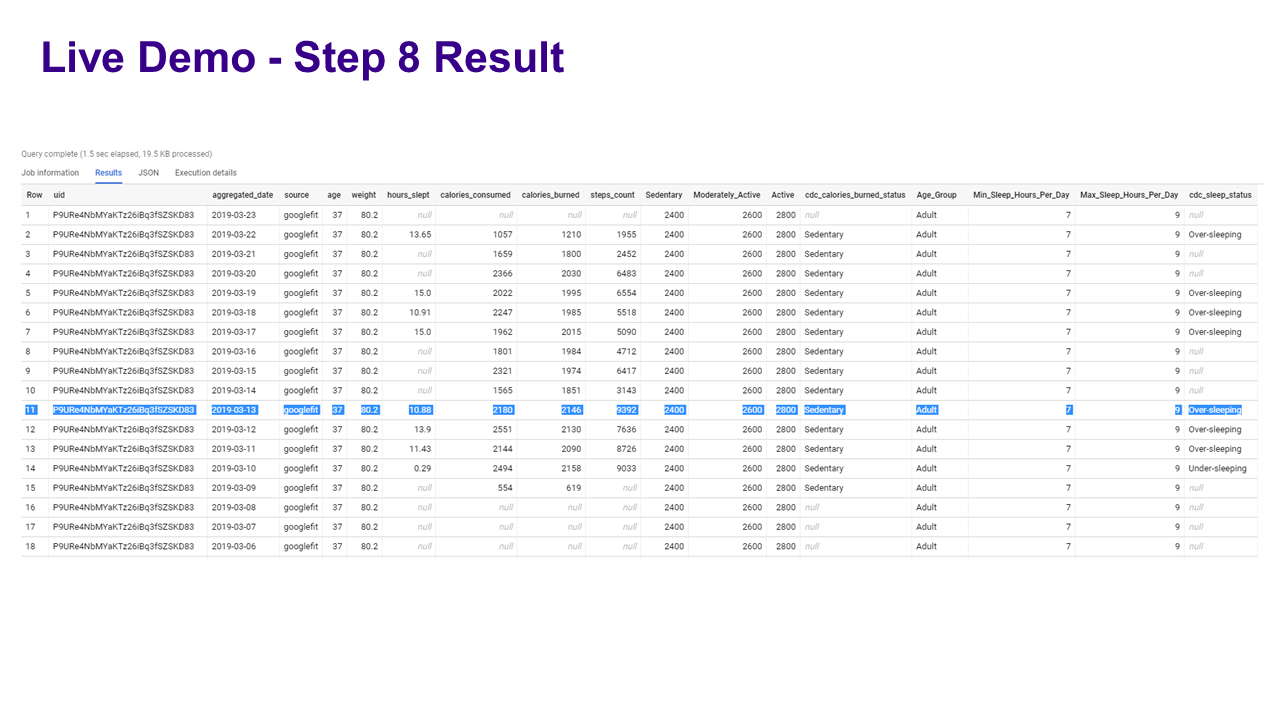 Live Demo - Step 8 Result
Query complete (1.5 sec elapsed, 19.5 KB processed)
Job information Results JSON Execution details
Row uid aggregated_date source age weight hours_slept calories_consumed calories_burned steps_count Sedentary Moderately_Active Active cdc_calories_burned_status Age_Group Min_Sleep_Hours_Per_Day Max_Sleep_Hours_Per_Day cdc_sleep_status
1 P9URe4NbMYaKTz26iBq3fSZSKD83 2019-03-23 googlefit 37 80.2 null null null null 2400 2600 2800 null Adult 7 9 null
2 P9URe4NbMYaKTz26iBq3fSZSKD83 2019-03-22 googlefit 37 80.2 13.65 1057 1210 1955 2400 2600 2800 Sedentary Adult 7 9 Over-sleeping
3 P9URe4NbMYaKTz26iBq3fSZSKD83 2019-03-21 googlefit 37 80.2 null 1659 1800 2452 2400 2600 2800 Sedentary Adult 7 9 null
4 P9URe4NbMYaKTz26iBq3fSZSKD83 2019-03-20 googlefit 37 80.2 null 2366 2030 6483 2400 2600 2800 Sedentary Adult 7 9 null
5 P9URe4NbMYaKTz26iBq3fSZSKD83 2019-03-19 googlefit 37 80.2 15.0 2022 1995 6554 2400 2600 2800 Sedentary Adult 7 9 Over-sleeping
6 P9URe4NbMYaKTz26iBq3fSZSKD83 2019-03-18 googlefit 37 80.2 10.91 2247 1985 5518 2400 2600 2800 Sedentary Adult 7 9 Over-sleeping
7 P9URe4NbMYaKTz26iBq3fSZSKD83 2019-03-17 googlefit 37 80.2 15.0 1962 2015 5090 2400 2600 2800 Sedentary Adult 7 9 Over-sleeping
8 P9URe4NbMYaKTz26iBq3fSZSKD83 2019-03-16 googlefit 37 80.2 null 1801 1984 4712 2400 2600 2800 Sedentary Adult 7 9 null
9 P9URe4NbMYaKTz26iBq3fSZSKD83 2019-03-15 googlefit 37 80.2 null 2321 1974 6417 2400 2600 2800 Sedentary Adult 7 9 null
10 P9URe4NbMYaKTz26iBq3fSZSKD83 2019-03-14 googlefit 37 80.2 null 1565 1851 3143 2400 2600 2800 Sedentary Adult 7 9 null
11 P9URe4NbMYaKTz26iBq3fSZSKD83 2019-03-13 googlefit 37 80.2 10.88 2180 2146 9392 2400 2600 2800 Sedentary Adult 7 9 Over-sleeping
12 P9URe4NbMYaKTz26iBq3fSZSKD83 2019-03-12 googlefit 37 80.2 13.9 2551 2130 7636 2400 2600 2800 Sedentary Adult 7 9 Over-sleeping
13 P9URe4NbMYaKTz26iBq3fSZSKD83 2019-03-11 googlefit 37 80.2 11.43 2144 2090 8726 2400 2600 2800 Sedentary Adult 7 9 Over-sleeping
14 P9URe4NbMYaKTz26iBq3fSZSKD83 2019-03-10 googlefit 37 80.2 0.29 2494 2158 9033 2400 2600 2800 Sedentary Adult 7 9 Under-sleeping
15 P9URe4NbMYaKTz26iBq3fSZSKD83 2019-03-09 googlefit 37 80.2 null 554 619 null 2400 2600 2800 Sedentary Adult 7 9 null
16 P9URe4NbMYaKTz26iBq3fSZSKD83 2019-03-08 googlefit 37 80.2 null null null null 2400 2600 2800 null Adult 7 9 null
17 P9URe4NbMYaKTz26iBq3fSZSKD83 2019-03-07 googlefit 37 80.2 null null null null 2400 2600 2800 null Adult 7 9 null
18 P9URe4NbMYaKTz26iBq3fSZSKD83 2019-03-06 googlefit 37 80.2 null null null null 2400 2600 2800 null Adult 7 9 null